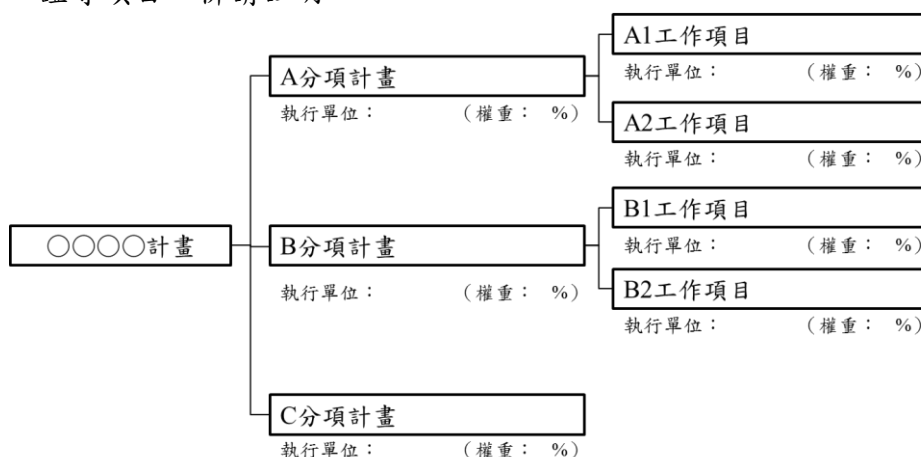 A1工作項目
A分項計畫
執行單位：　（權重：　%）
執行單位：　（權重：　%）
A2工作項目
執行單位：　（權重：　%）
B1工作項目
○○○○計畫
B分項計畫
執行單位：　（權重：　%）
執行單位：　（權重：　%）
B2工作項目
執行單位：　（權重：　%）
C分項計畫
執行單位：　（權重：　%）